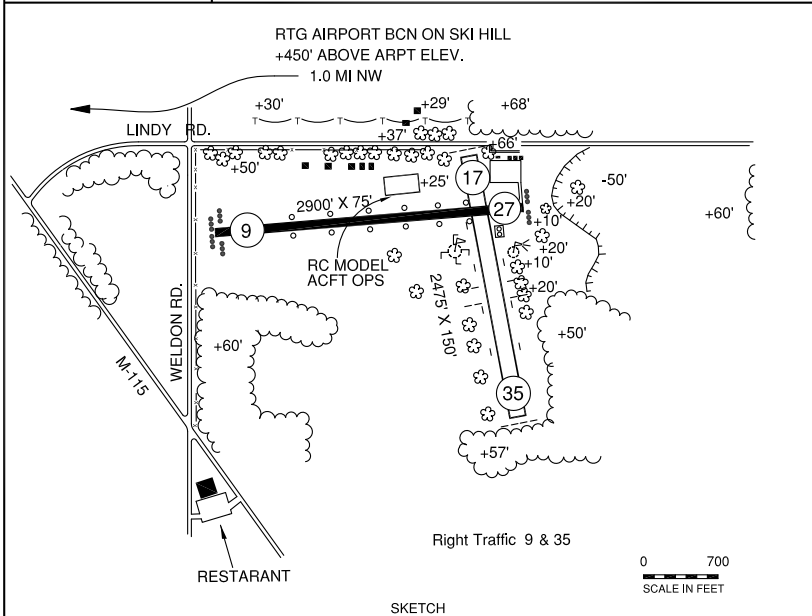 RTG AIRPORT BCN ON SKI HILL
+450' ABOVE ARPT ELEV.
1.0 MI NW
+30'
+29'
+68'
T T T T T T
LINDY RD.
+37'
+66'
+50'
+25'
17
-50'
+20'
2900' X 75'
27
+10'
+60'
9
+20'
RC MODEL
ACFT OPS
+10'
+20'
2475' X 150'
WELDON RD.
+60'
+50'
M-115
35
+57'
Right Traffic 9 & 35
RESTARANT
0 700
SCALE IN FEET
SKETCH